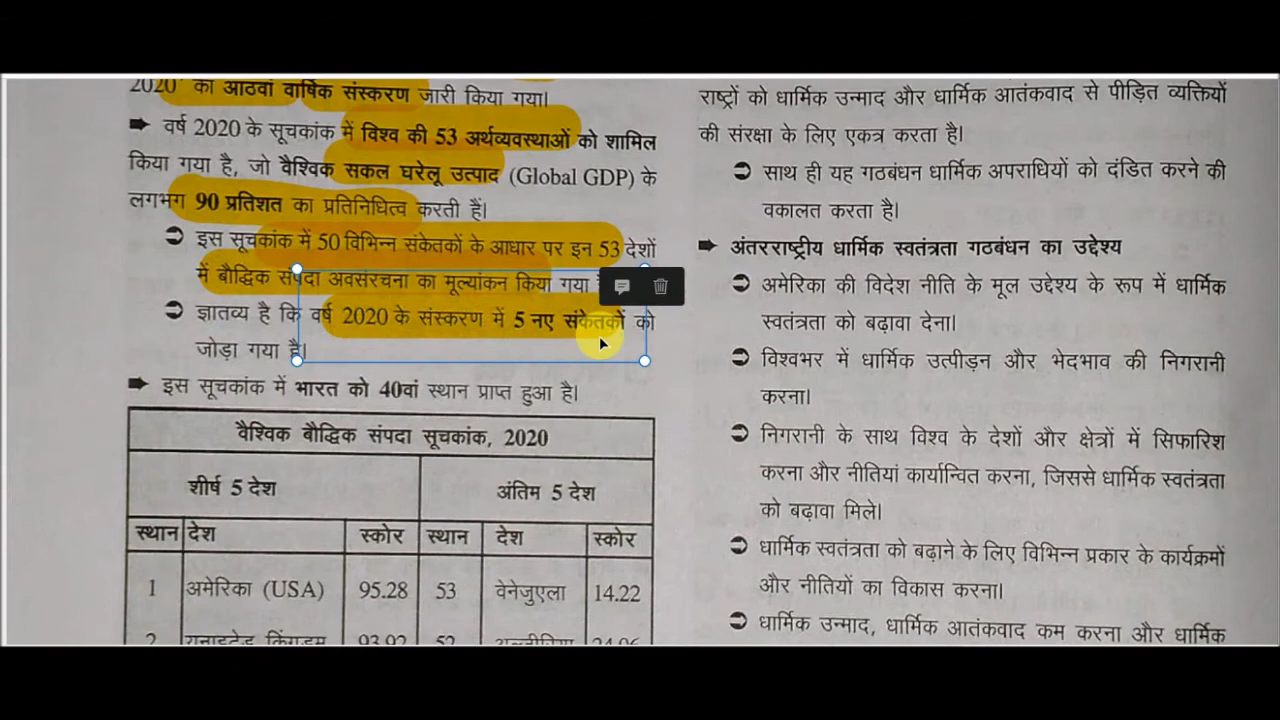 2020' का आठवां वार्षिक संस्करण जारी किया गया।
➡ वर्ष 2020 के सूचकांक में विश्व की 53 अर्थव्यवस्थाओं को शामिल
किया गया है, जो वैश्विक सकल घरेलू उत्पाद (Global GDP) के
लगभग 90 प्रतिशत का प्रतिनिधित्व करती हैं।
⮊ इस सूचकांक में 50 विभिन्न संकेतकों के आधार पर इन 53 देशों
में बौद्धिक संपदा अवसंरचना का मूल्यांकन किया गया
⮊ ज्ञातव्य है कि वर्ष 2020 के संस्करण में 5 नए संकेतकों को
जोड़ा गया है।
➡ इस सूचकांक में भारत को 40वां स्थान प्राप्त हुआ है।
वैश्विक बौद्धिक संपदा सूचकांक, 2020
शीर्ष 5 देश अंतिम 5 देश
स्थान देश स्कोर स्थान देश स्कोर
1 अमेरिका (USA) 95.28 53 वेनेजुएला 14.22
2 यूनाइटेड किंगडम 93.92 52
राष्ट्रों को धार्मिक उन्माद और धार्मिक आतंकवाद से पीड़ित व्यक्तियों
की संरक्षा के लिए एकत्र करता है।
⮊ साथ ही यह गठबंधन धार्मिक अपराधियों को दंडित करने की
वकालत करता है।
➡ अंतरराष्ट्रीय धार्मिक स्वतंत्रता गठबंधन का उद्देश्य
⮊ अमेरिका की विदेश नीति के मूल उद्देश्य के रूप में धार्मिक
स्वतंत्रता को बढ़ावा देना।
⮊ विश्वभर में धार्मिक उत्पीड़न और भेदभाव की निगरानी
करना।
⮊ निगरानी के साथ विश्व के देशों और क्षेत्रों में सिफारिश
करना और नीतियां कार्यान्वित करना, जिससे धार्मिक स्वतंत्रता
को बढ़ावा मिले।
⮊ धार्मिक स्वतंत्रता को बढ़ाने के लिए विभिन्न प्रकार के कार्यक्रमों
और नीतियों का विकास करना।
⮊ धार्मिक उन्माद, धार्मिक आतंकवाद कम करना और धार्मिक